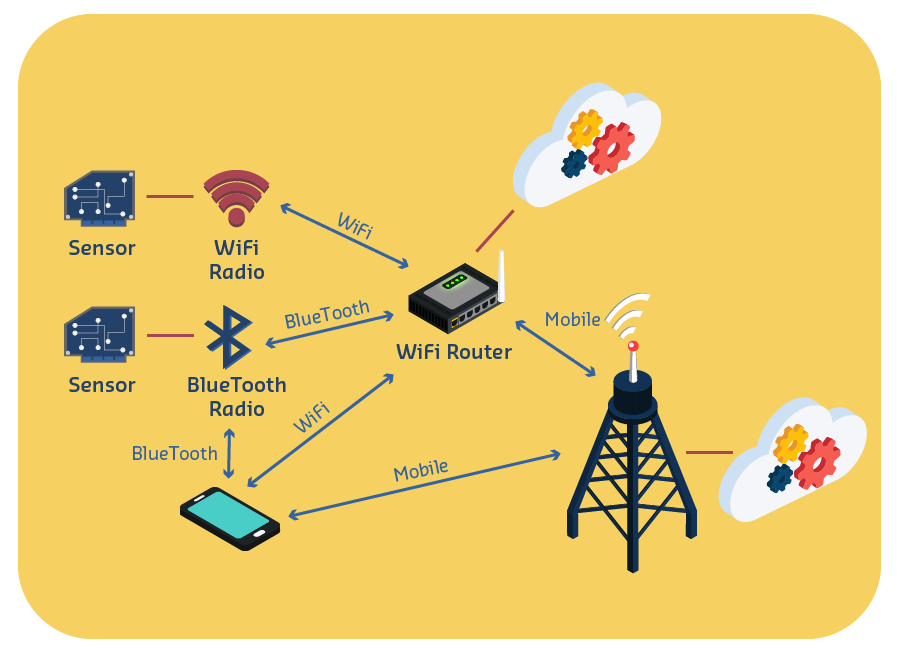 WiFi
Sensor
WiFi
Radio
BlueTooth
Mobile
WiFi Router
Sensor
BlueTooth
Radio
WiFi
BlueTooth
Mobile